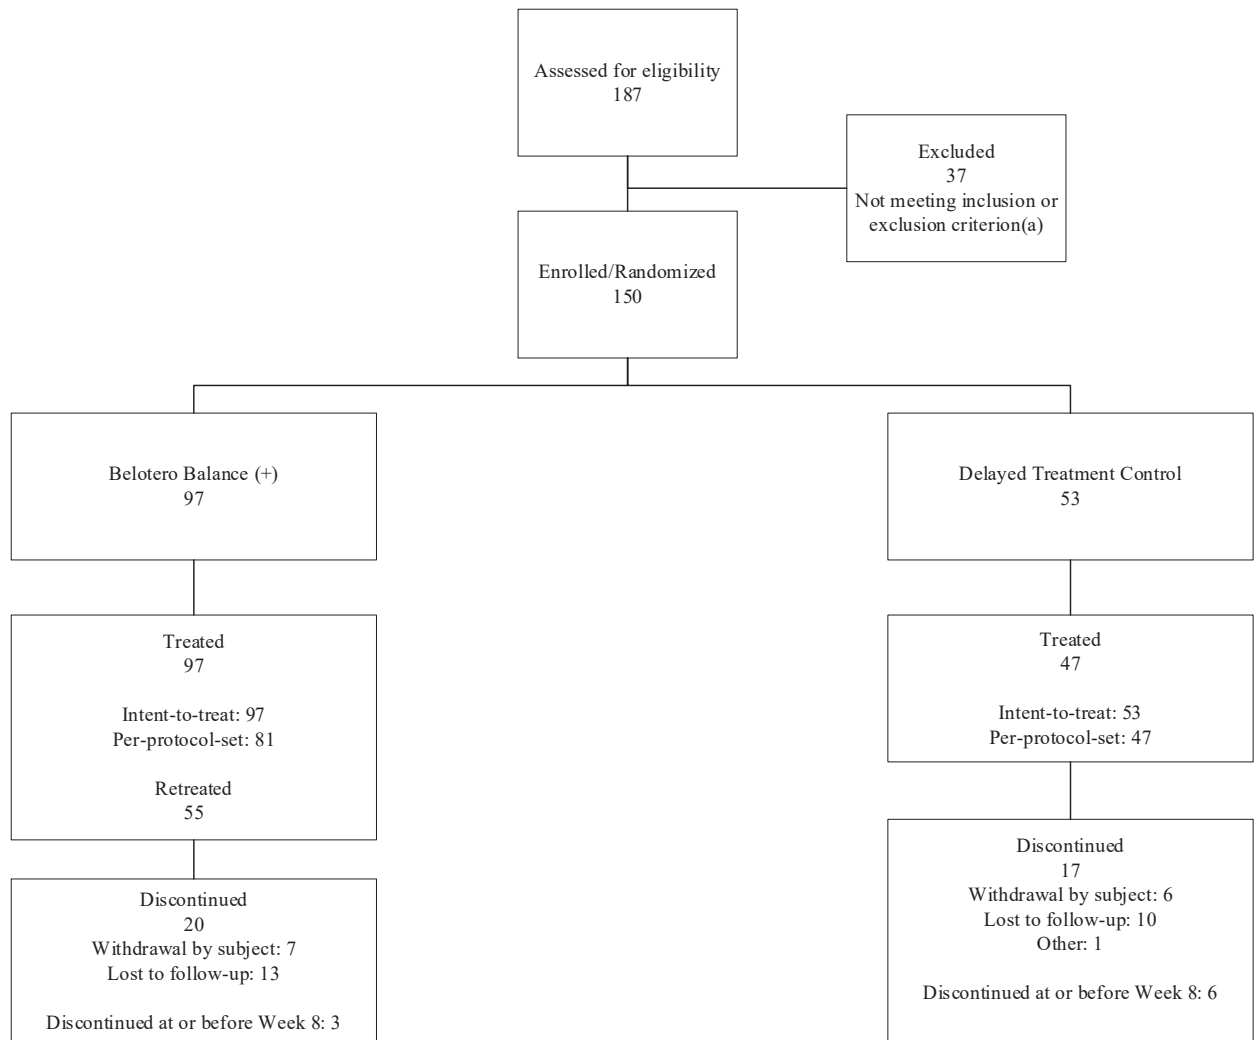 Assessed for eligibility
187
Excluded
37
Not meeting inclusion or
exclusion criterion(a)
Enrolled/Randomized
150
Belotero Balance (+)
97
Delayed Treatment Control
53
Treated
97
Intent-to-treat: 97
Per-protocol-set: 81
Retreated
55
Treated
47
Intent-to-treat: 53
Per-protocol-set: 47
Discontinued
20
Withdrawal by subject: 7
Lost to follow-up: 13
Discontinued at or before Week 8: 3
Discontinued
17
Withdrawal by subject: 6
Lost to follow-up: 10
Other: 1
Discontinued at or before Week 8: 6